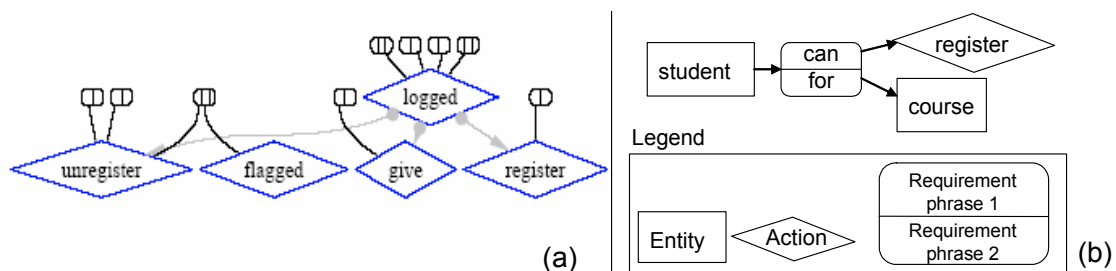 logged
unregister
flagged
give
register
(a)
student
can
for
register
course
Legend
Entity
Action
Requirement
phrase 1
Requirement
phrase 2
(b)